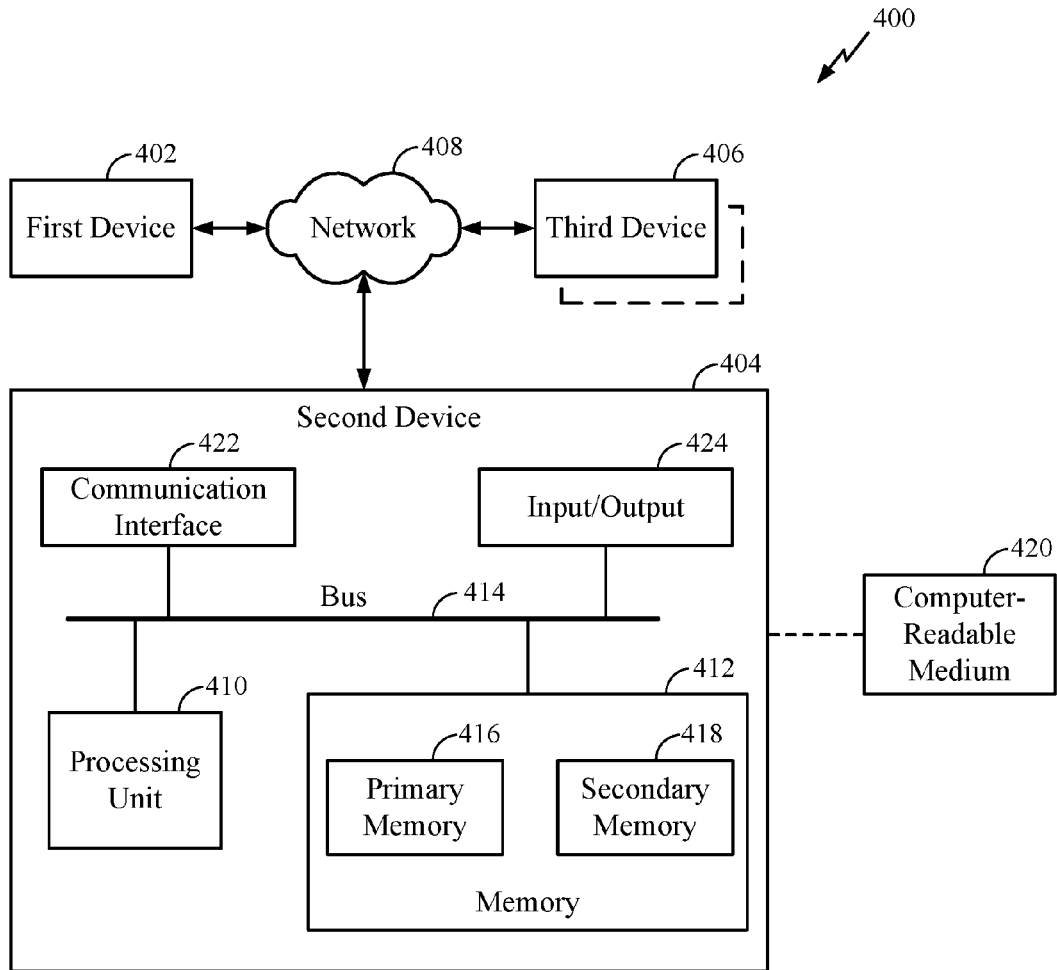 400
402
408
406
First Device
Network
Third Device
404
Second Device
422
424
Communication
Interface
Input/Output
420
Computer-
Readable
Medium
Bus
414
410
412
Processing
Unit
416
418
Primary
Memory
Secondary
Memory
Memory